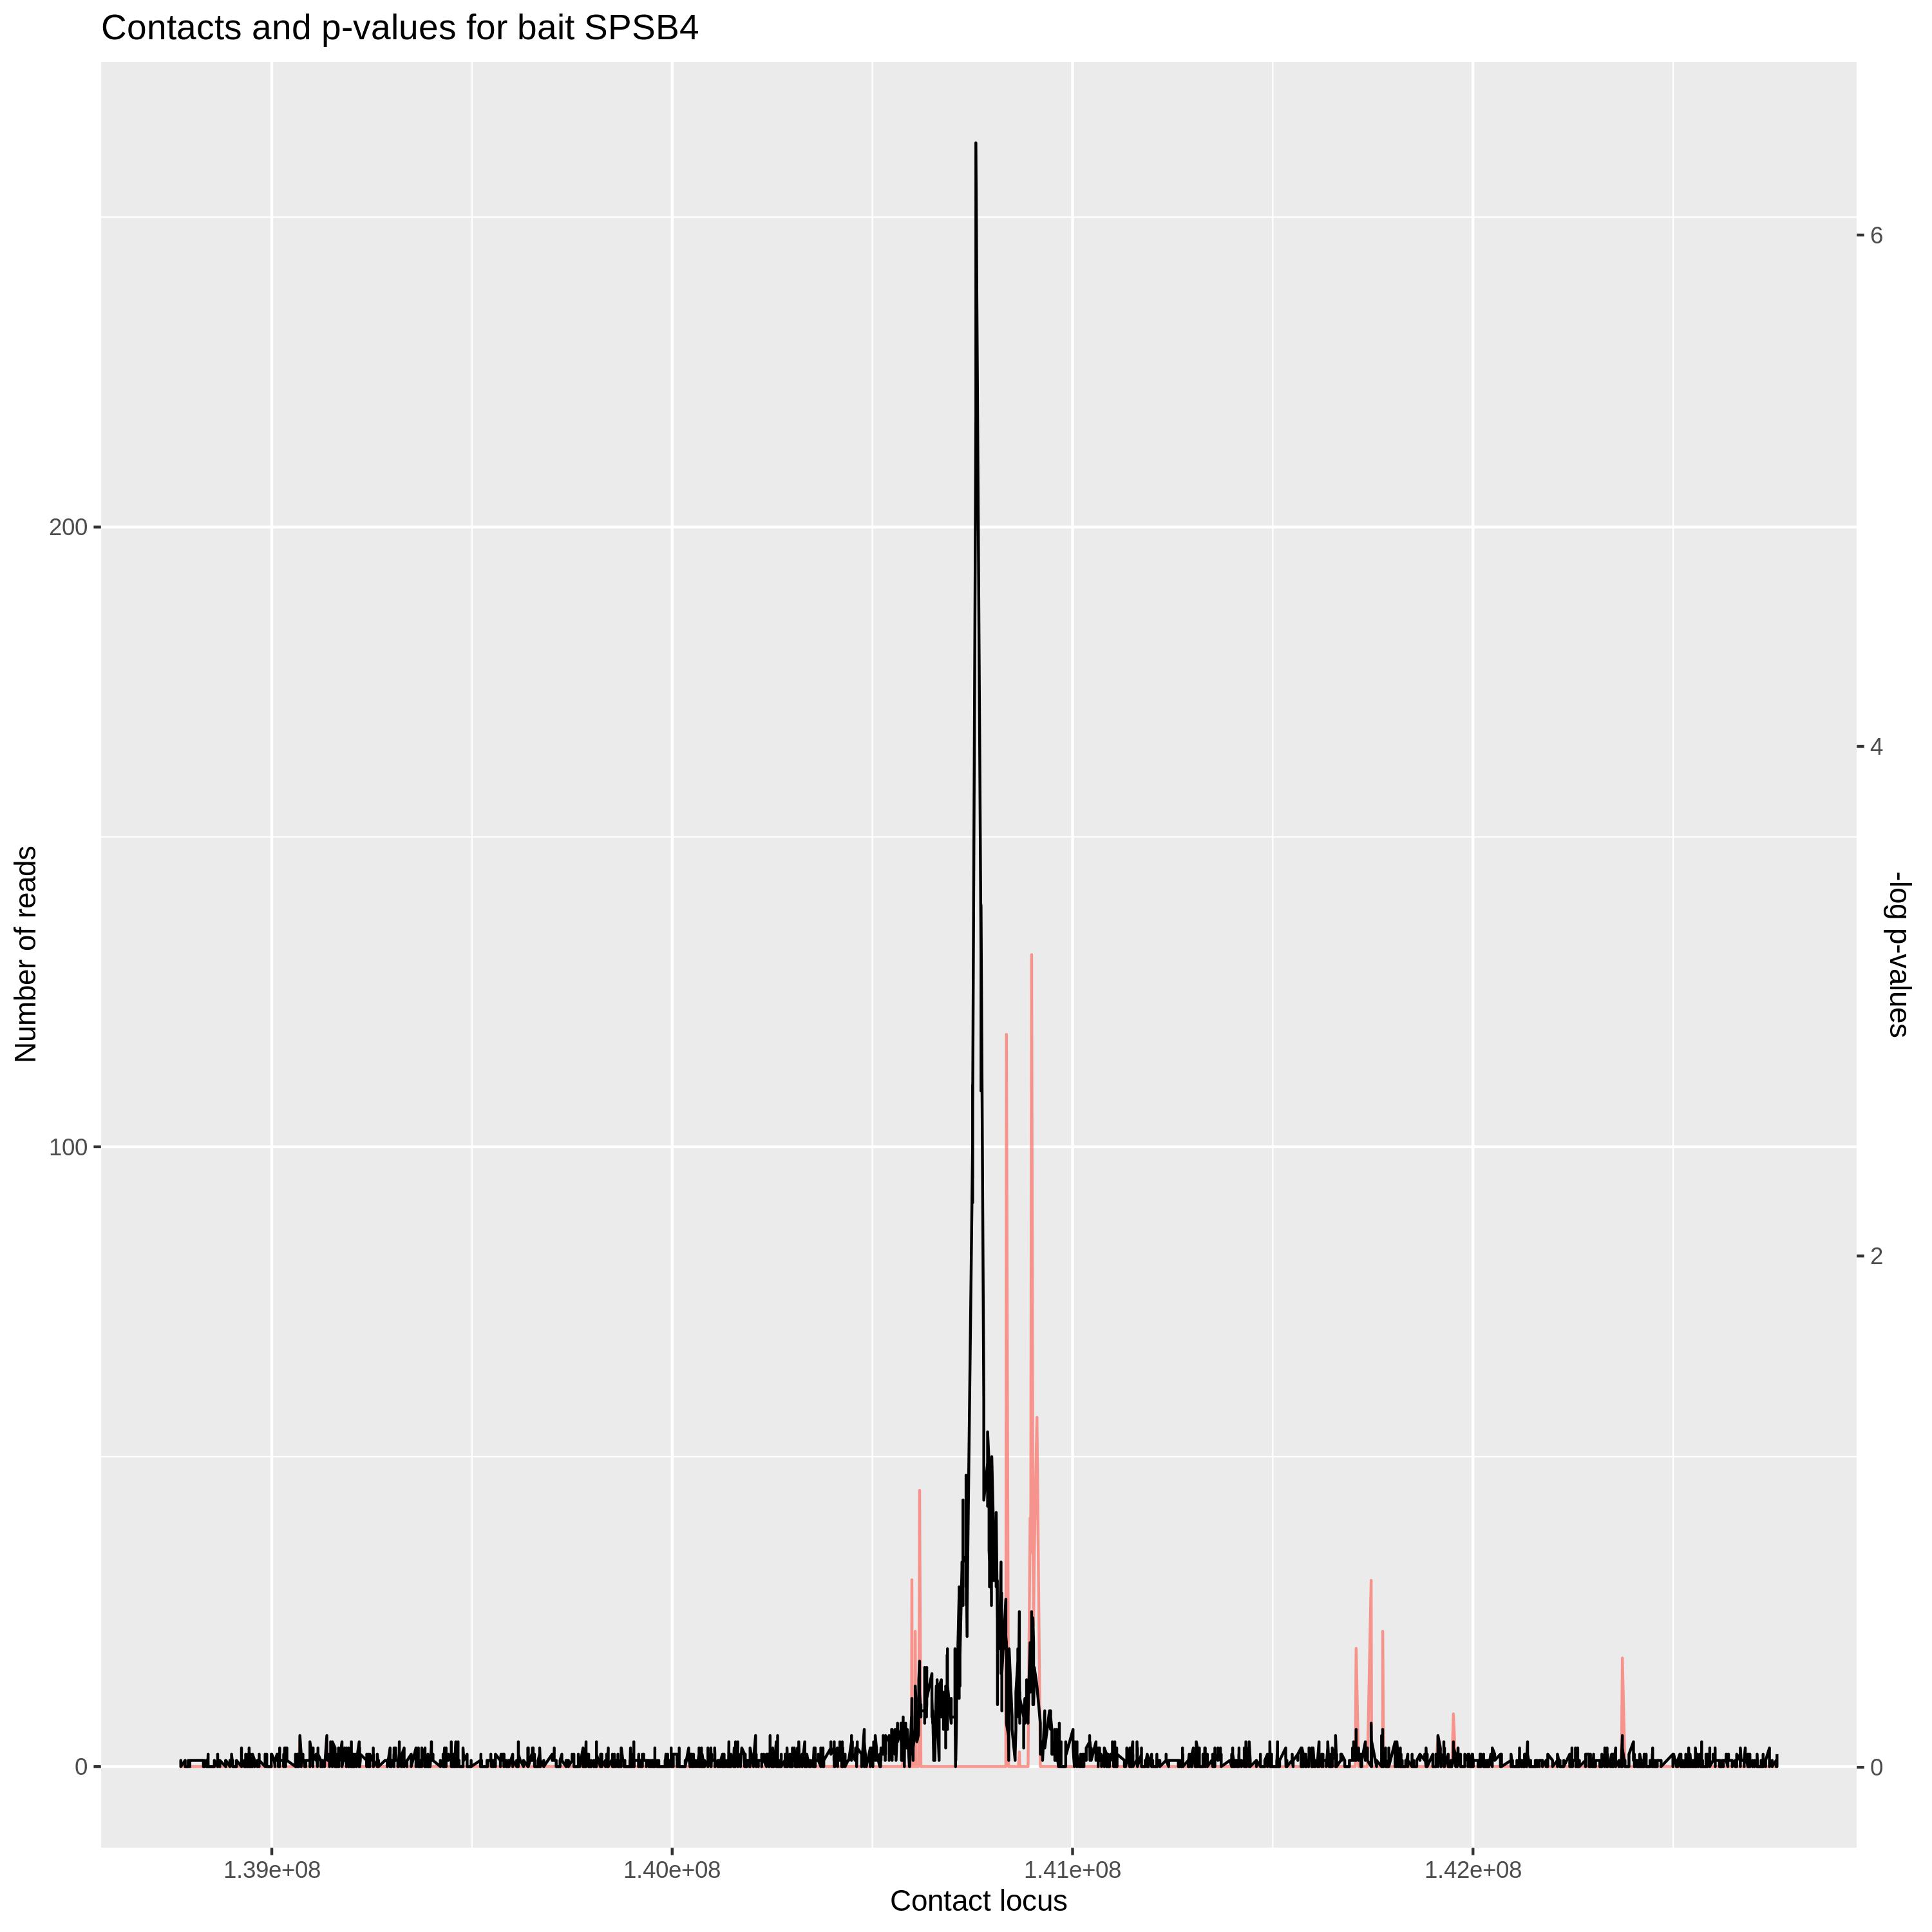 Contacts and p-values for bait SPSB4
Number of reads
200
100
0
6
4
2
0
-log p-values
1.39e+08
1.40e+08
1.41e+08
1.42e+08
Contact locus